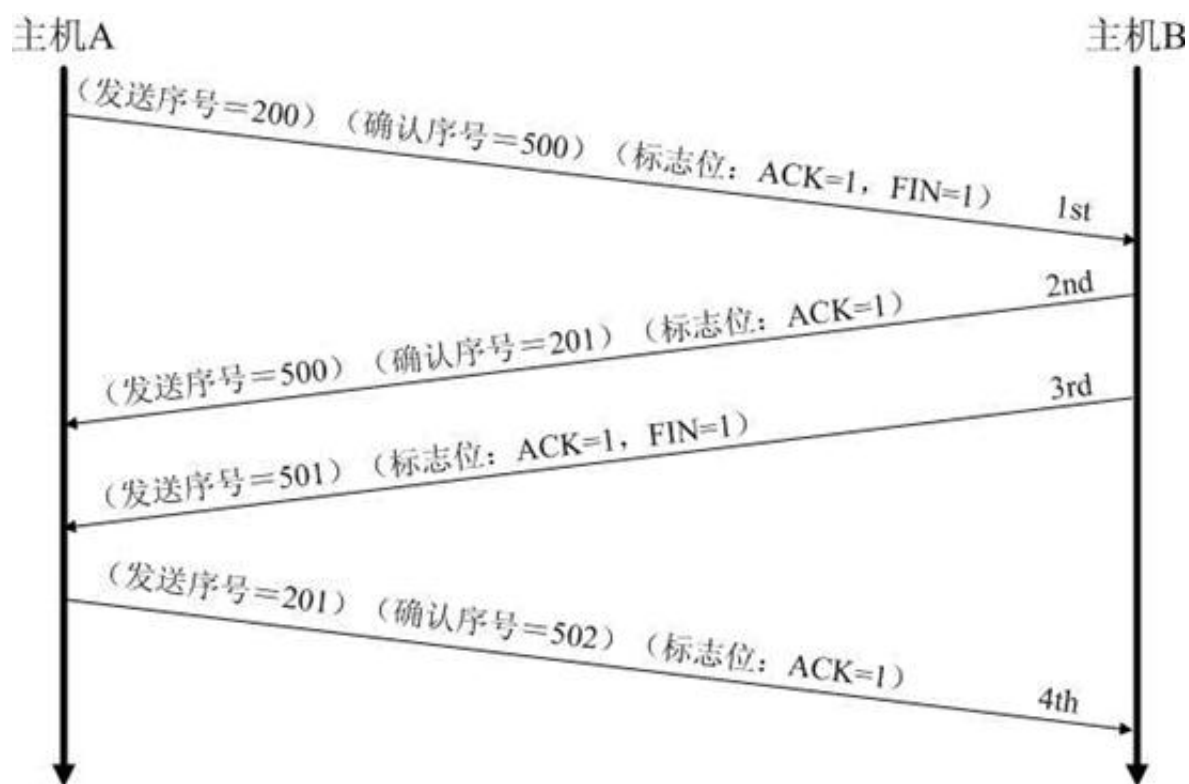 主机A
主机B
（发送序号＝200）（确认序号＝500）（标志位：ACK=1，FIN=1）
1st
2nd
（发送序号＝500）（确认序号＝201）（标志位：ACK=1）
3rd
（发送序号＝501）（标志位：ACK=1，FIN=1）
（发送序号＝201）（确认序号＝502）（标志位：ACK=1）
4th